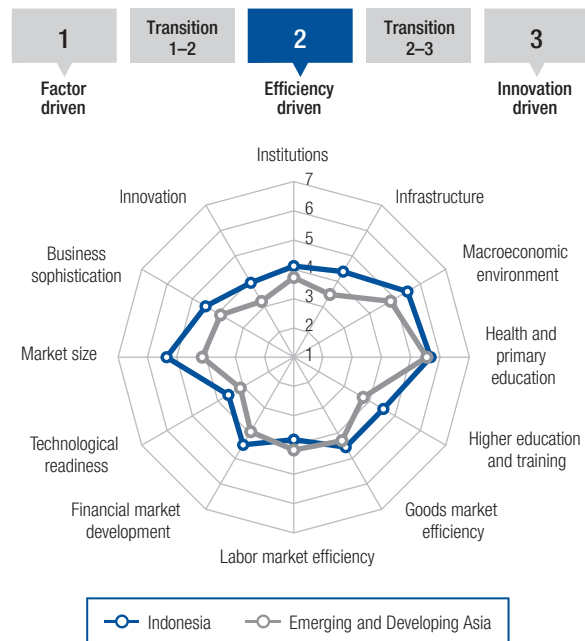 1
Transition
1–2
2
Transition
2–3
3
Factor
driven
Efficiency
driven
Innovation
driven
Institutions
7
Innovation
Infrastructure
6
5
Business
sophistication
Macroeconomic
environment
4
3
2
Market size
1
Health and
primary
education
Technological
readiness
Higher education
and training
Financial market
development
Goods market
efficiency
Labor market efficiency
Indonesia
Emerging and Developing Asia